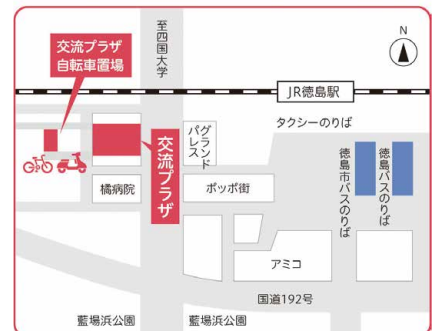 至四国大学
N
交流プラザ
自転車置場
JR徳島駅
タクシーのりば
交流プラザ
グランド
パレス
橘病院
ポッポ街
徳島市バスのりば
徳島バスのりば
アミコ
国道192号
藍場浜公園
藍場浜公園